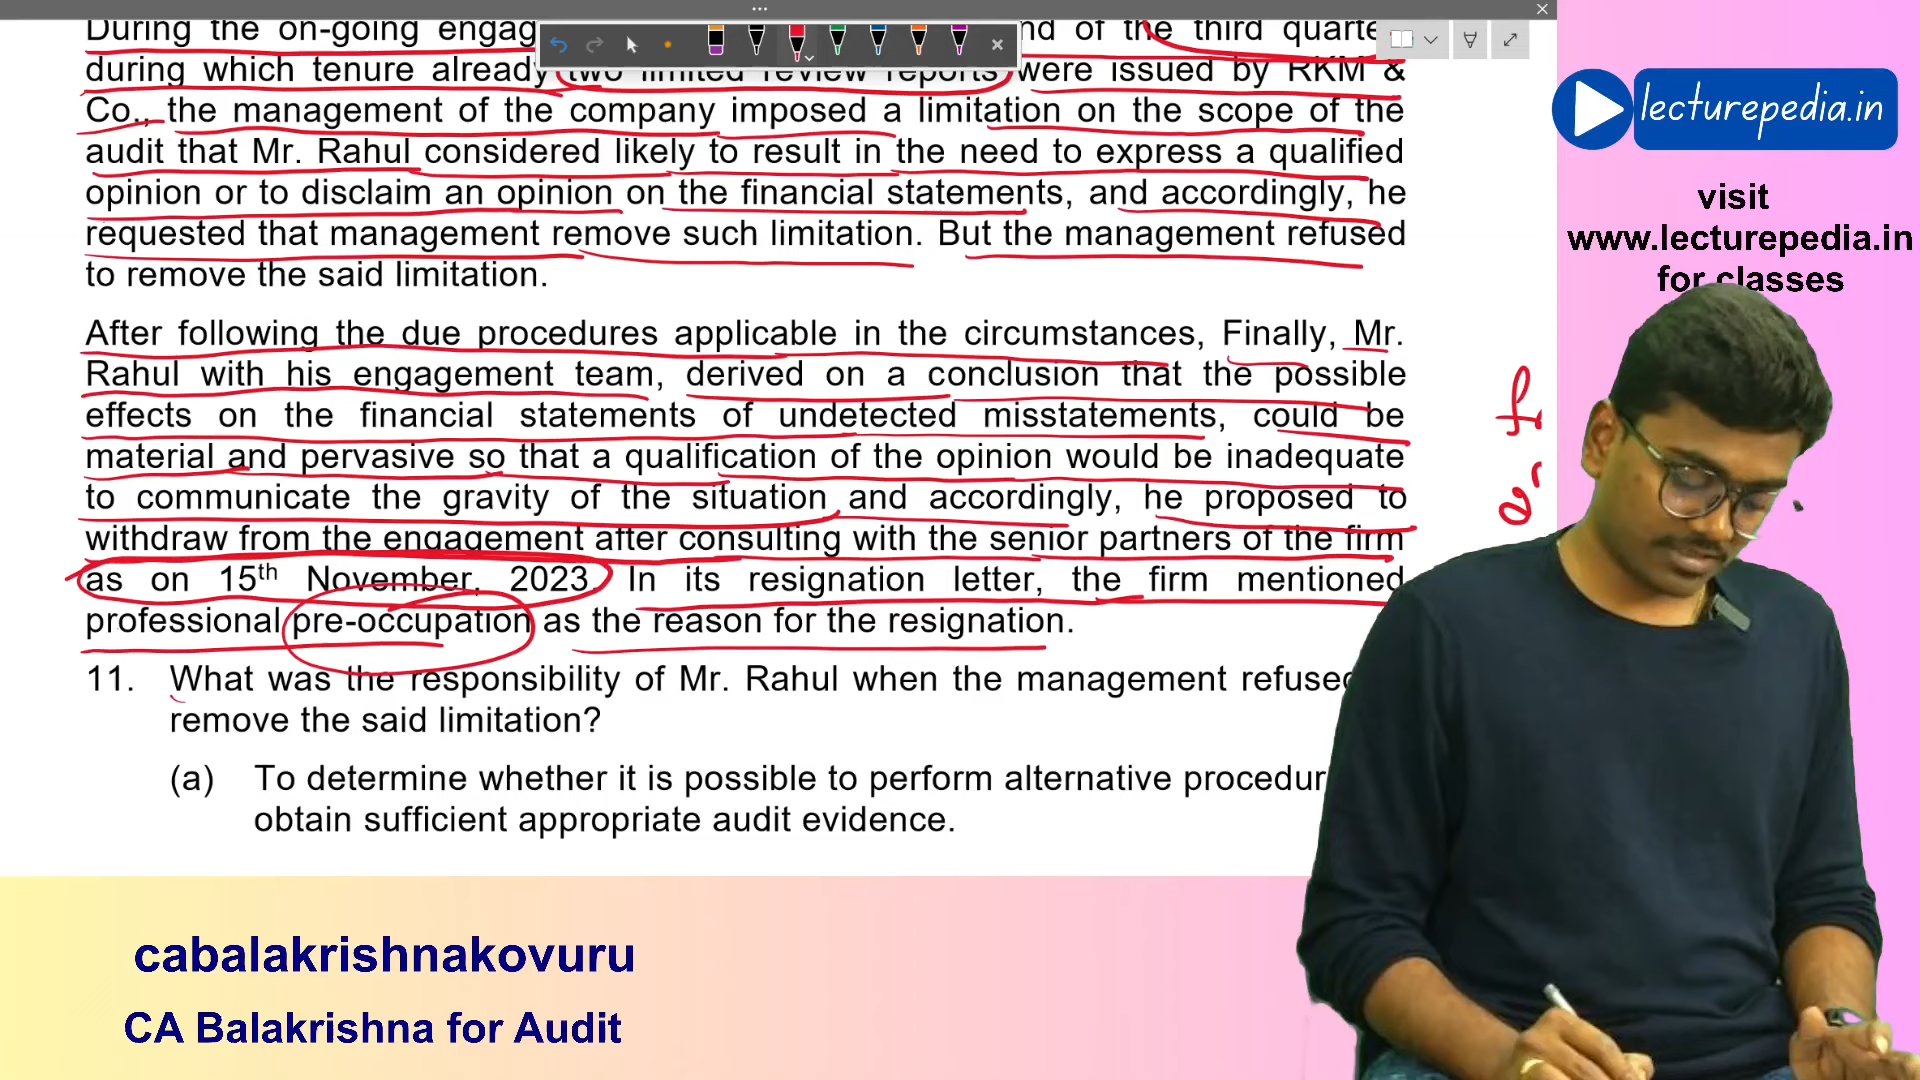 During the on-going engag nd of the third quarte
during which tenure already two limited review reports were issued by RKM &
Co., the management of the company imposed a limitation on the scope of the
audit that Mr. Rahul considered likely to result in the need to express a qualified
opinion or to disclaim an opinion on the financial statements, and accordingly, he
requested that management remove such limitation. But the management refused
to remove the said limitation.
After following the due procedures applicable in the circumstances, Finally, Mr.
Rahul with his engagement team, derived on a conclusion that the possible
effects on the financial statements of undetected misstatements, could be
material and pervasive so that a qualification of the opinion would be inadequate
to communicate the gravity of the situation and accordingly, he proposed to
withdraw from the engagement after consulting with the senior partners of the firm
as on 15th November, 2023. In its resignation letter, the firm mentioned
professional pre-occupation as the reason for the resignation.
11. What was the responsibility of Mr. Rahul when the management refused
remove the said limitation?
(a) To determine whether it is possible to perform alternative procedur
obtain sufficient appropriate audit evidence.
lecturepedia.in
visit
www.lecturepedia.in
for classes
cabalakrishnakovuru
CA Balakrishna for Audit